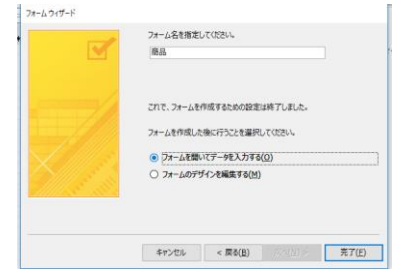 フォーム ウィザード
フォーム名を指定してください。
商品
これで、フォームを作成するための設定は終了しました。
フォームを作成した後に行うことを選択してください。
フォームを開いてデータを入力する(O)
フォームのデザインを編集する(M)
キャンセル
< 戻る(B)
完了(F)